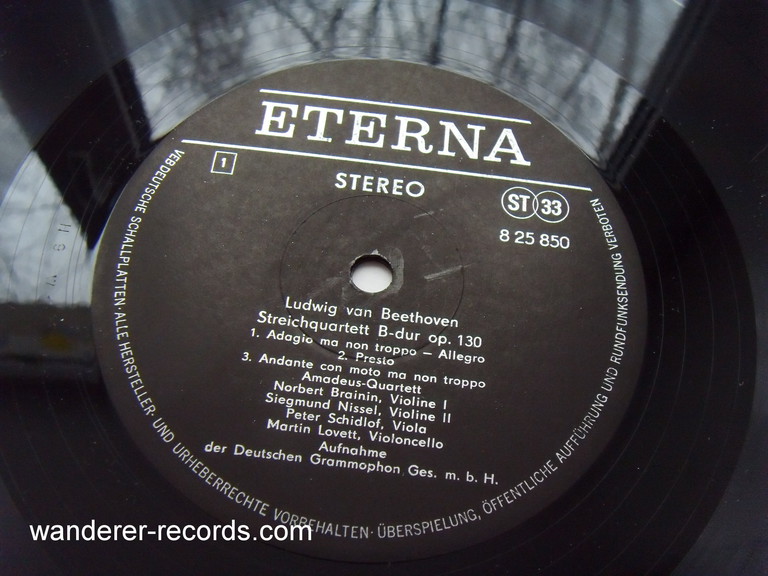 ETERNA
1
STEREO
ST 33
8 25 850
Ludwig van Beethoven
Streichquartett B-dur op. 130
1. Adagio ma non troppo – Allegro
2. Presto
3. Andante con moto ma non troppo
Amadeus-Quartett
Norbert Brainin, Violine I
Siegmund Nissel, Violine II
Peter Schidlof, Viola
Martin Lovett, Violoncello
Aufnahme
der Deutschen Grammophon Ges. m. b. H.
VEB DEUTSCHE SCHALLPLATTEN · ALLE HERSTELLER- UND URHEBERRECHTE VORBEHALTEN · ÜBERSPIELUNG, ÖFFENTLICHE AUFFÜHRUNG UND RUNDFUNKSENDUNG VERBOTEN
wanderer-records.com